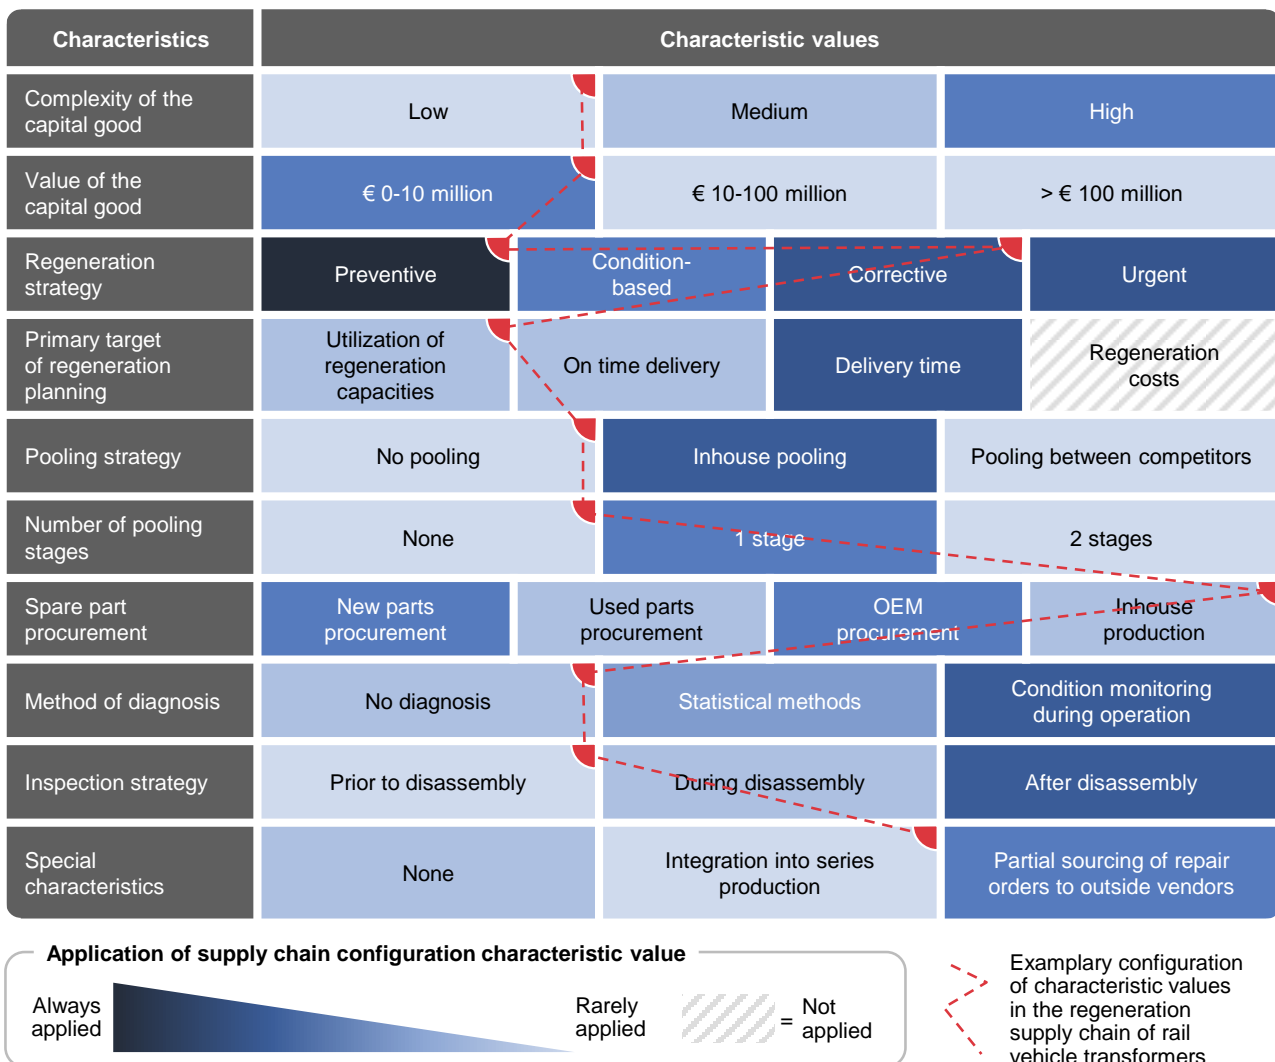 Characteristics
Characteristic values
Complexity of the
capital good
Low
Medium
High
Value of the
capital good
€ 0-10 million
€ 10-100 million
> € 100 million
Regeneration
strategy
Preventive
Condition-
based
Corrective
Urgent
Primary target
of regeneration
planning
Utilization of
regeneration
capacities
On time delivery
Delivery time
Regeneration
costs
Pooling strategy
No pooling
Inhouse pooling
Pooling between competitors
Number of pooling
stages
None
1 stage
2 stages
Spare part
procurement
New parts
procurement
Used parts
procurement
OEM
procurement
Inhouse
production
Method of diagnosis
No diagnosis
Statistical methods
Condition monitoring
during operation
Inspection strategy
Prior to disassembly
During disassembly
After disassembly
Special
characteristics
None
Integration into series
production
Partial sourcing of repair
orders to outside vendors
Application of supply chain configuration characteristic value
Always
applied
Rarely
applied
= Not
applied
Examplary configuration
of characteristic values
in the regeneration
supply chain of rail
vehicle transformers